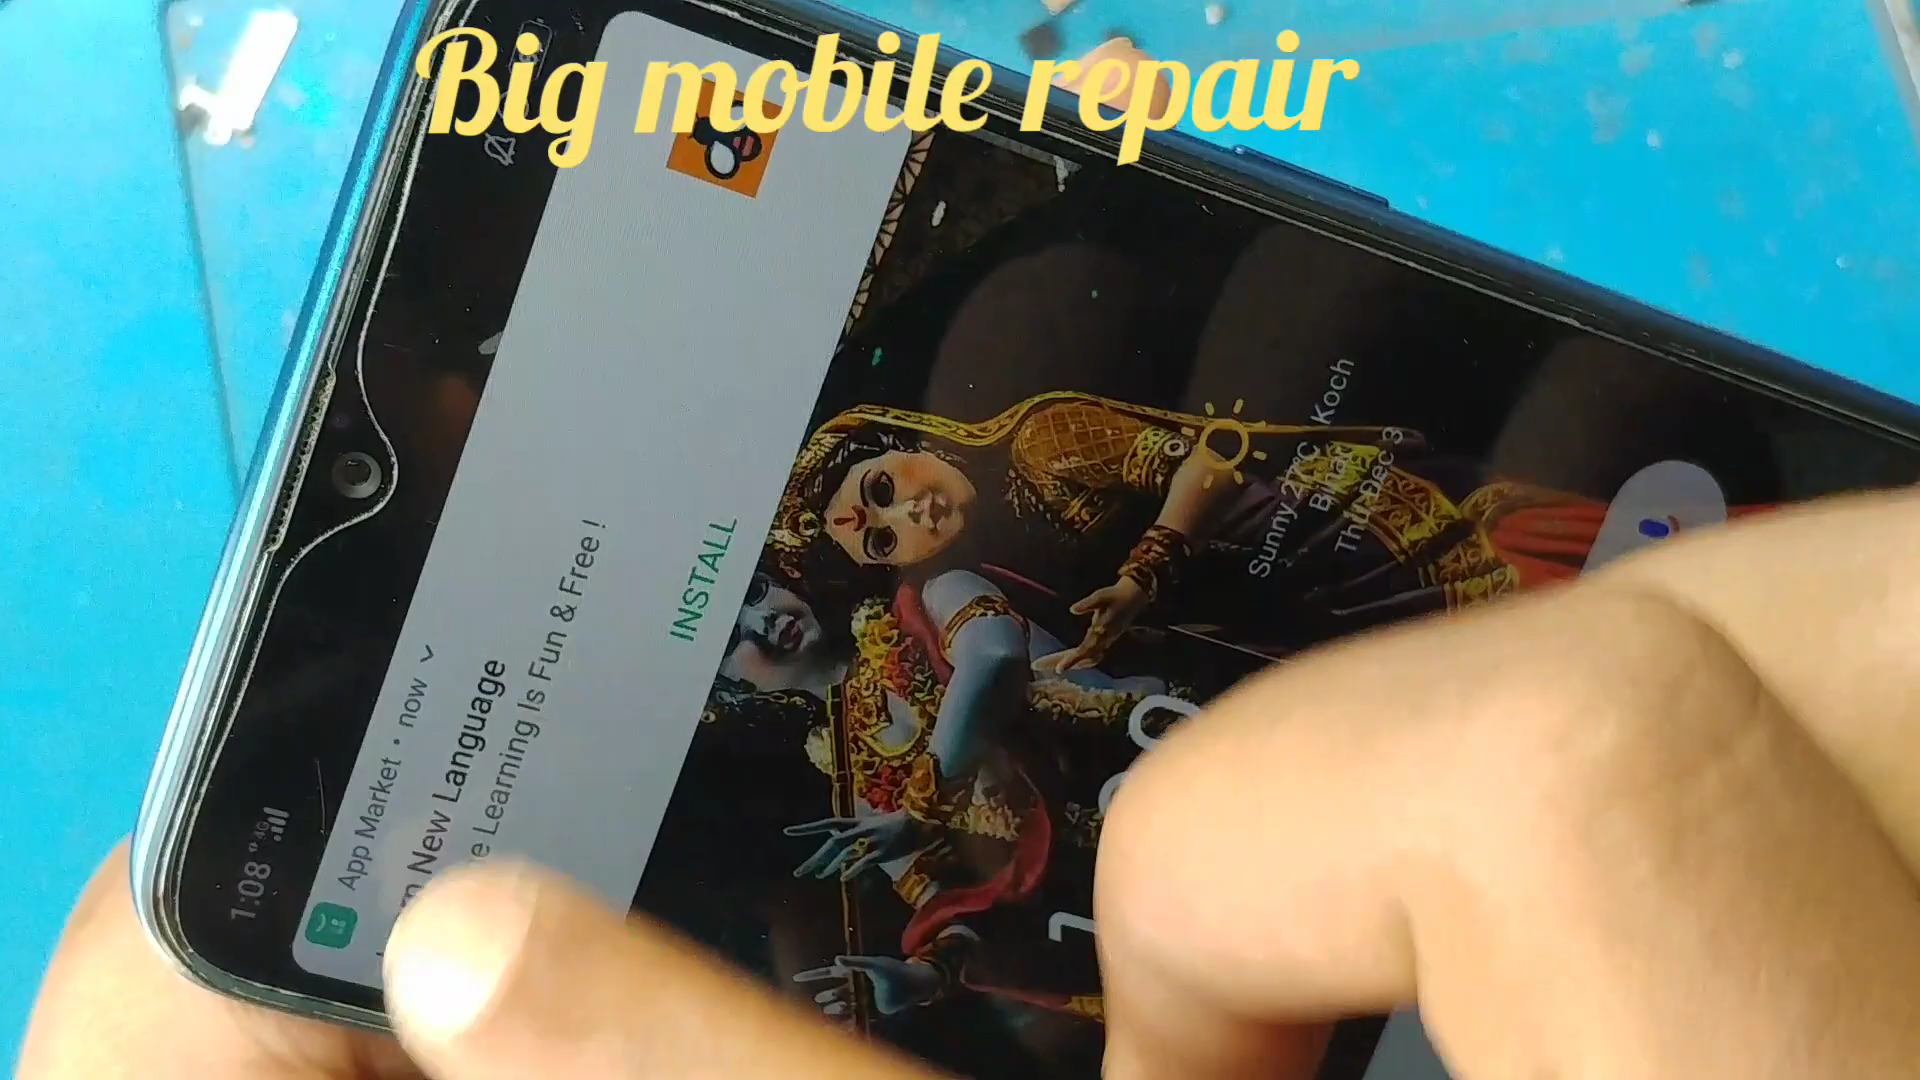 Big mobile repair
1:08 4G
App Market • now
New Language
Learning Is Fun & Free !
INSTALL
Sunny 27°C Koch
Thu, Dec 3